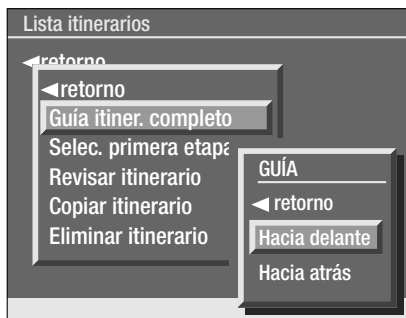 Lista itinerarios
◄retorno
◄retorno
Guía itiner. completo
Selec. primera etapa
Revisar itinerario
Copiar itinerario
Eliminar itinerario
GUÍA
◄ retorno
Hacia delante
Hacia atrás